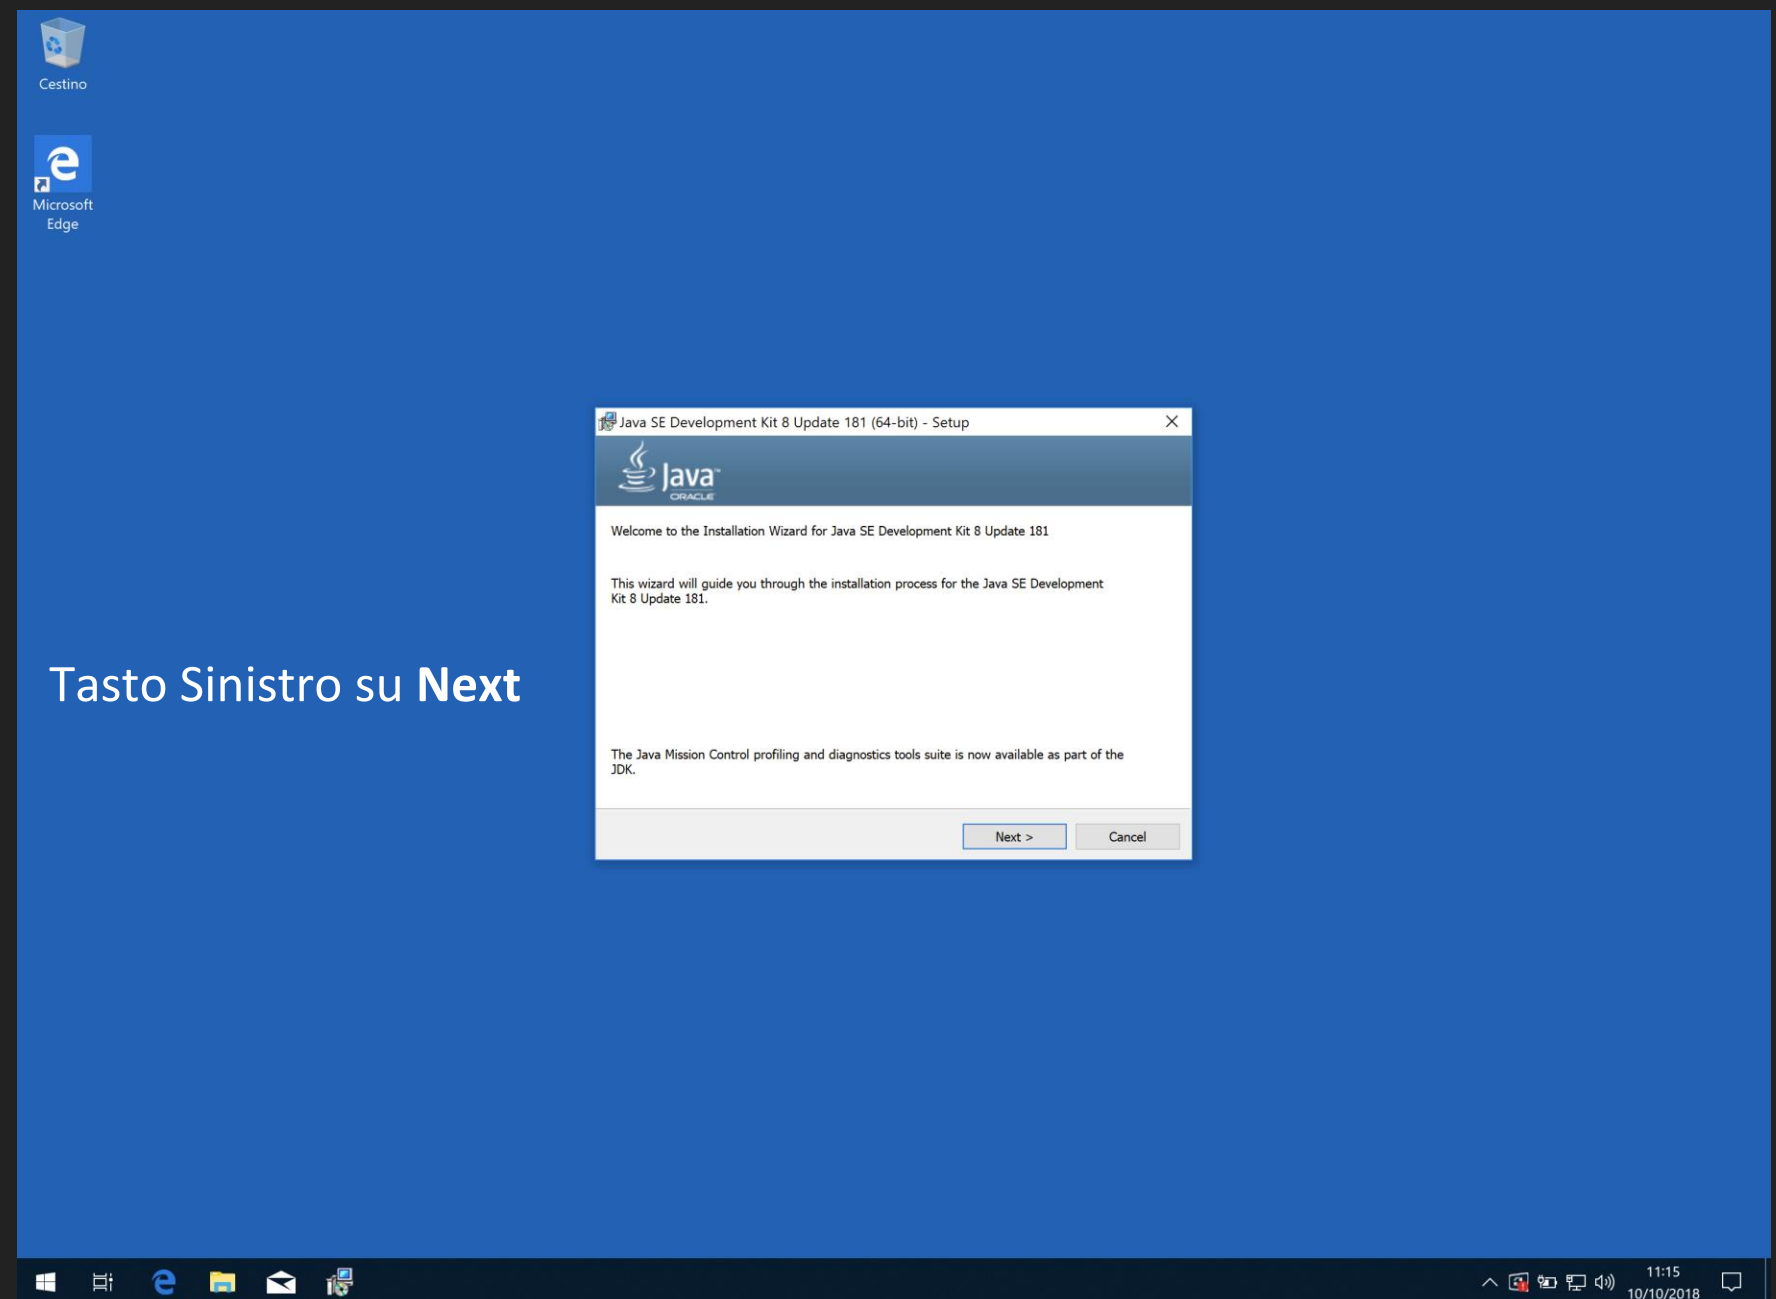 Cestino
Microsoft
Edge
Java SE Development Kit 8 Update 181 (64-bit) - Setup
Java™
ORACLE
Welcome to the Installation Wizard for Java SE Development Kit 8 Update 181
This wizard will guide you through the installation process for the Java SE Development
Kit 8 Update 181.
Tasto Sinistro su Next
The Java Mission Control profiling and diagnostics tools suite is now available as part of the
JDK.
Next >
Cancel
11:15
10/10/2018